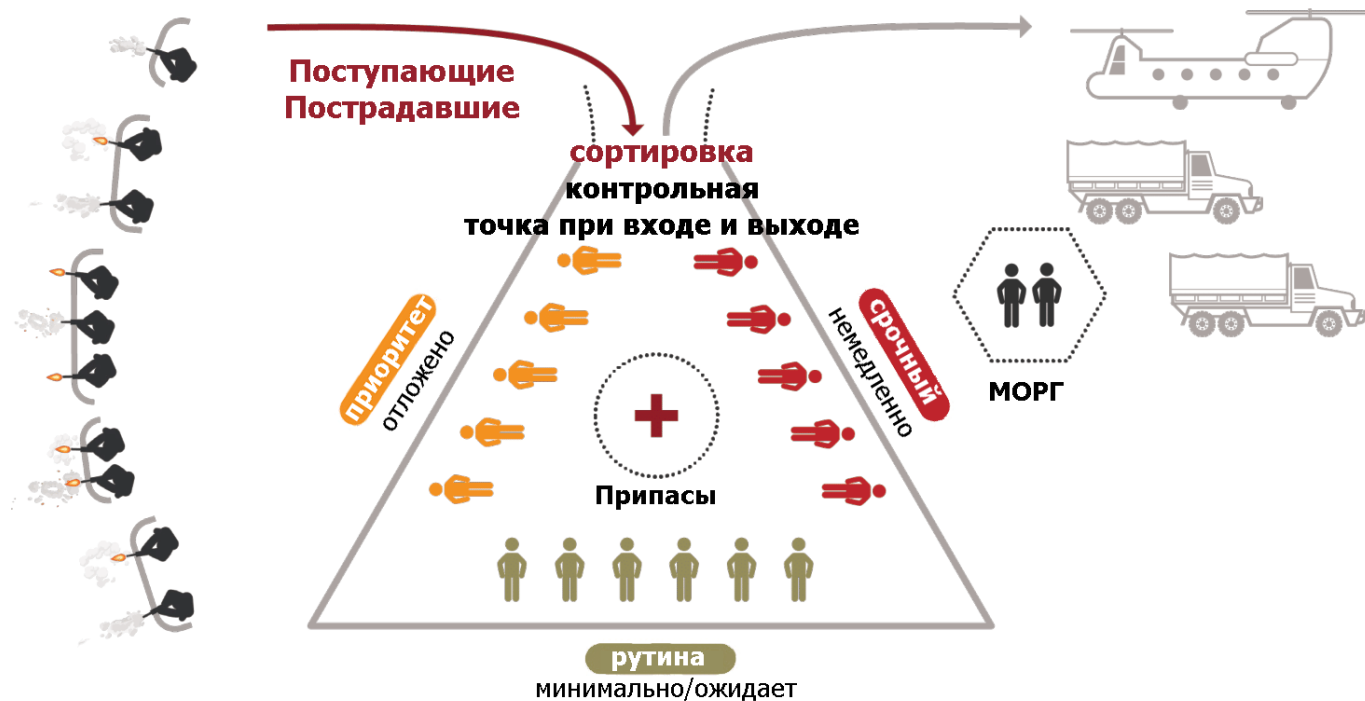 Поступающие
Пострадавшие
сортировка
контрольная
точка при входе и выходе
приоритет
отложено
срочный
немедленно
МОРГ
Припасы
рутина
минимально/ожидает